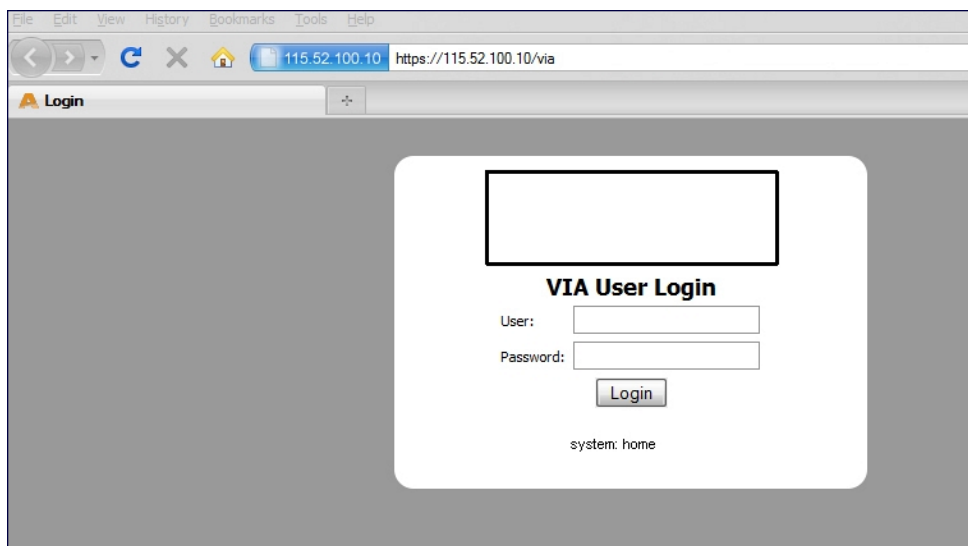 File Edit View History Bookmarks Tools Help
115.52.100.10 https://115.52.100.10/via
Login
VIA User Login
User:
Password:
Login
system: home